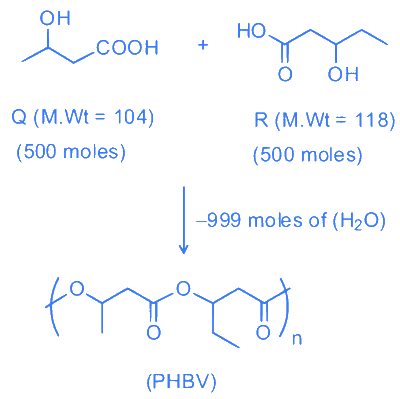 OH
COOH
+
HO
O
OH
Q (M.Wt = 104)
R (M.Wt = 118)
(500 moles)
(500 moles)
–999 moles of (H₂O)
O
O
O
O
n
(PHBV)